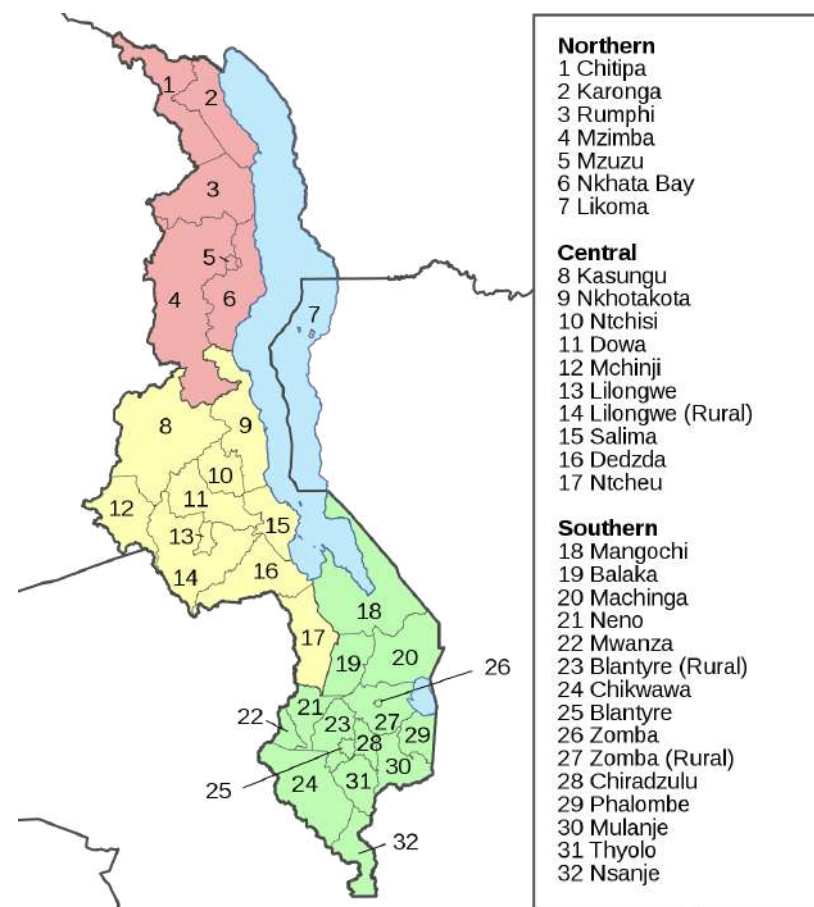 Northern
1 Chitipa
2 Karonga
3 Rumphi
4 Mzimba
5 Mzuzu
6 Nkhata Bay
7 Likoma
Central
8 Kasungu
9 Nkhotakota
10 Ntchisi
11 Dowa
12 Mchinji
13 Lilongwe
14 Lilongwe (Rural)
15 Salima
16 Dedzda
17 Ntcheu
Southern
18 Mangochi
19 Balaka
20 Machinga
21 Neno
22 Mwanza
23 Blantyre (Rural)
24 Chikwawa
25 Blantyre
26 Zomba
27 Zomba (Rural)
28 Chiradzulu
29 Phalombe
30 Mulanje
31 Thyolo
32 Nsanje
1
2
3
5
4
6
7
8
9
10
11
12
13
15
14
16
18
17
19
20
26
21
22
23
27
28
29
25
24
31
30
32